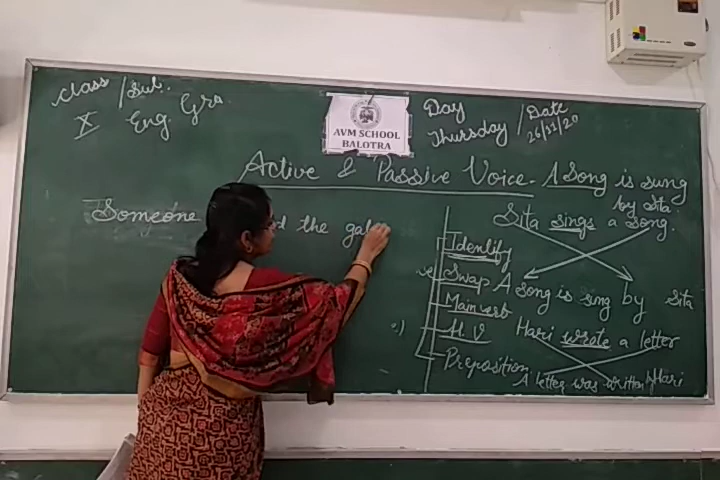 Class / Sub.
X Eng Gra.
AVM SCHOOL
BALOTRA
Day / Date
Thursday 26/11/20
Active & Passive Voice.
A Song is sung
by Sita.
Someone the gate
Sita sings a song.
Identify
Swap
Main verb
H. V
Preposition
A song is sung by Sita
Hari wrote a letter
A letter was written by Hari